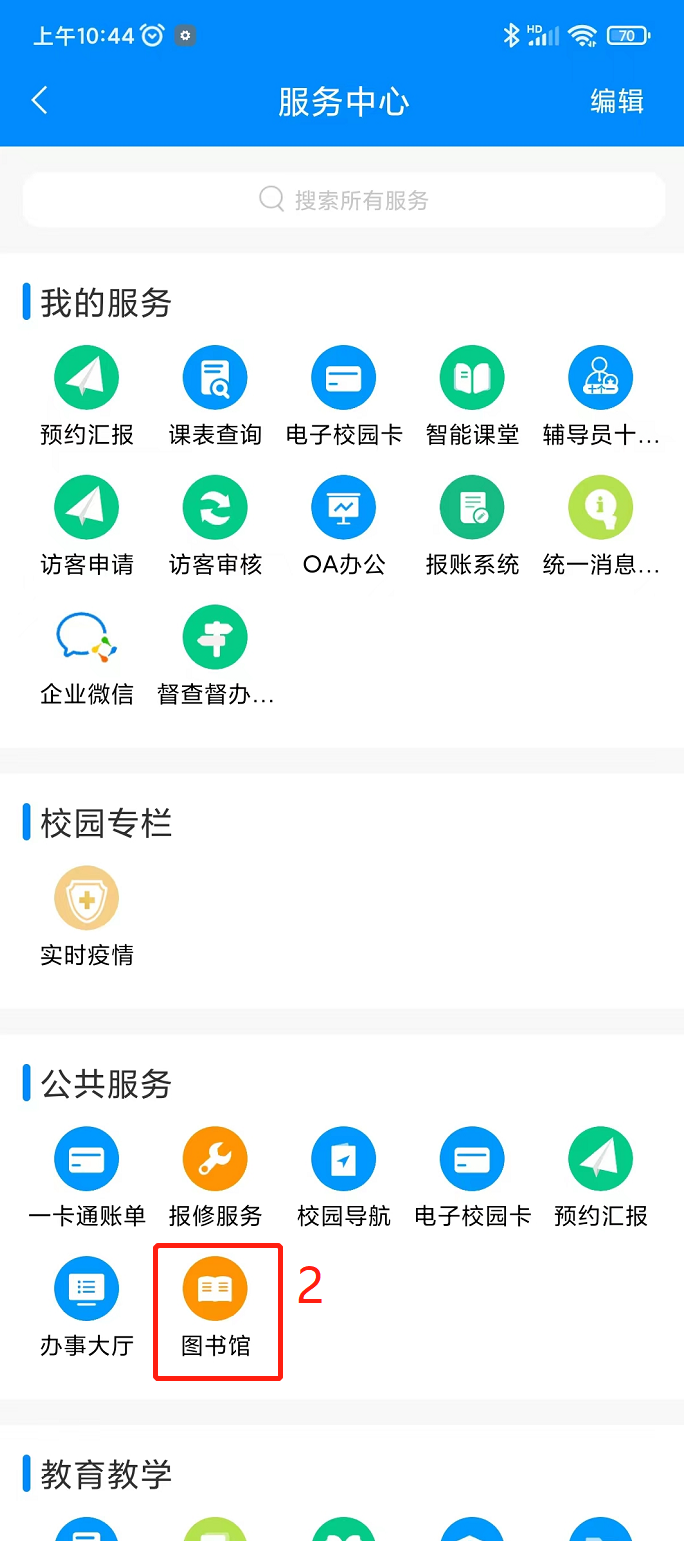 上午10:44
HD
70
服务中心
编辑
搜索所有服务
我的服务
预约汇报 课表查询 电子校园卡 智能课堂 辅导员十...
访客申请 访客审核 OA办公 报账系统 统一消息...
企业微信 督查督办...
校园专栏
实时疫情
公共服务
一卡通账单 报修服务 校园导航 电子校园卡 预约汇报
办事大厅 图书馆 2
教育教学